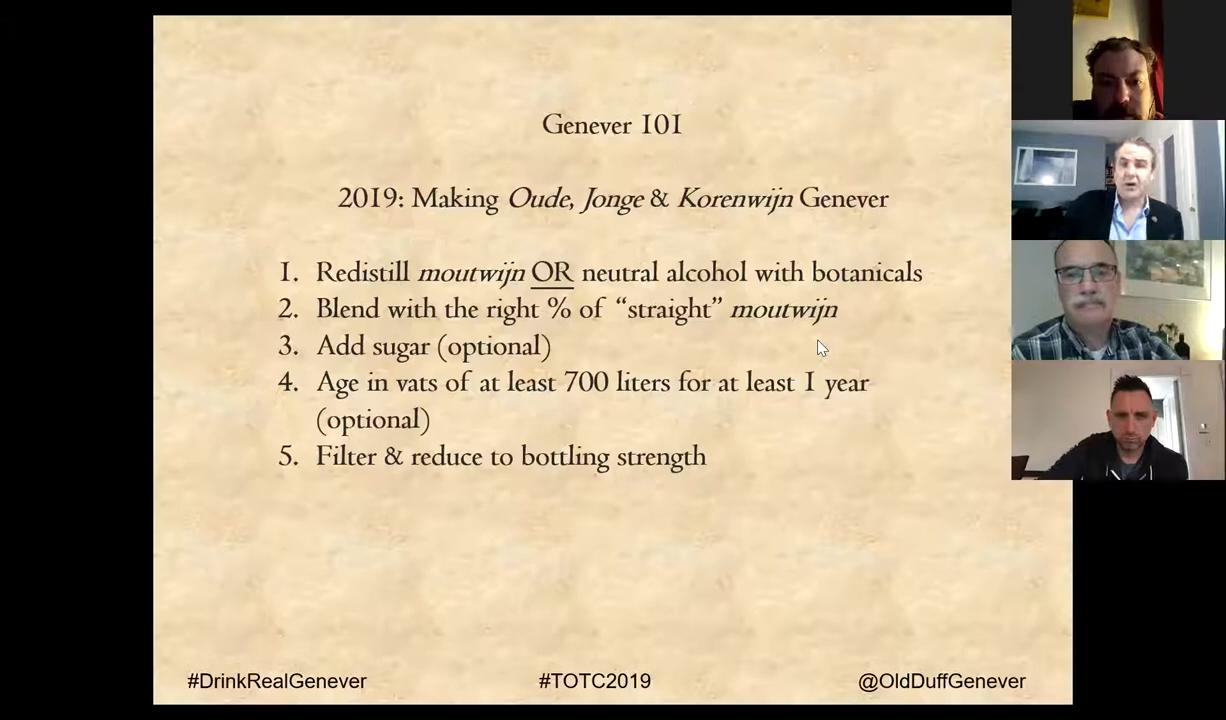 Genever 101
2019: Making Oude, Jonge & Korenwijn Genever
1. Redistill moutwijn OR neutral alcohol with botanicals
2. Blend with the right % of “straight” moutwijn
3. Add sugar (optional)
4. Age in vats of at least 700 liters for at least 1 year
(optional)
5. Filter & reduce to bottling strength
#DrinkRealGenever
#TOTC2019
@OldDuffGenever